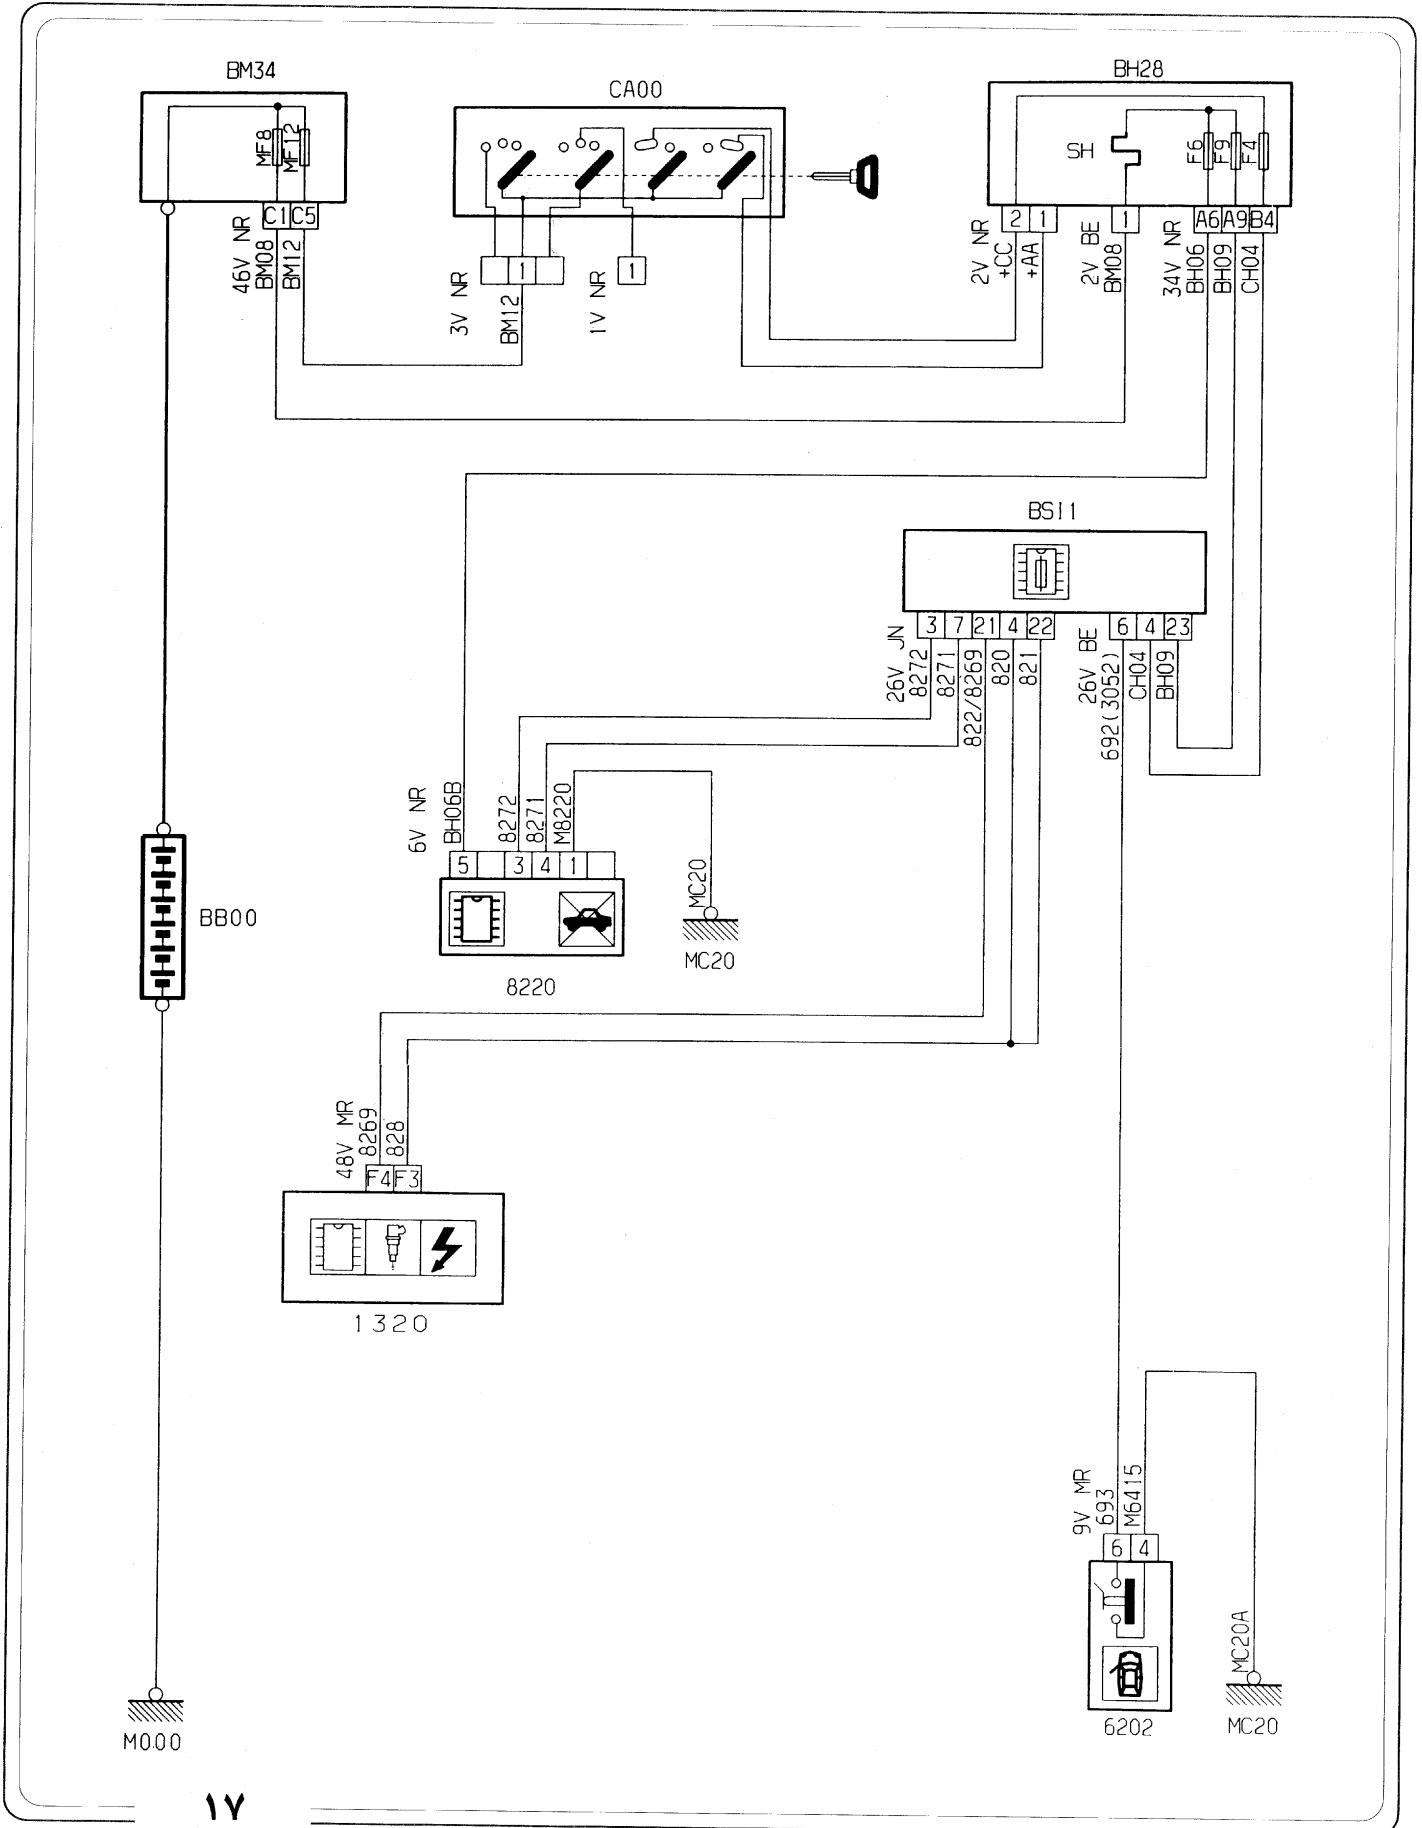 BM34
CA00
BH28
MF8
MF12
SH
F6
F9
F4
C1 C5
2 1
1
A6 A9 B4
46V NR
BM08
BM12
3V NR
1
BM12
1V NR
1
2V NR
+CC
+AA
2V BE
BM08
34V NR
BH06
BH09
CH04
BSI1
3 7 21 4 22
6 4 23
26V JN
8272
8271
822/8269
820
821
26V BE
692(3052)
CH04
BH09
6V NR
BH06B
8272
8271
M8220
5 3 4 1
MC20
MC20
8220
BB00
48V MR
8269
828
F4 F3
1320
9V MR
693
M6415
6 4
MC20A
6202
MC20
M000
١٧